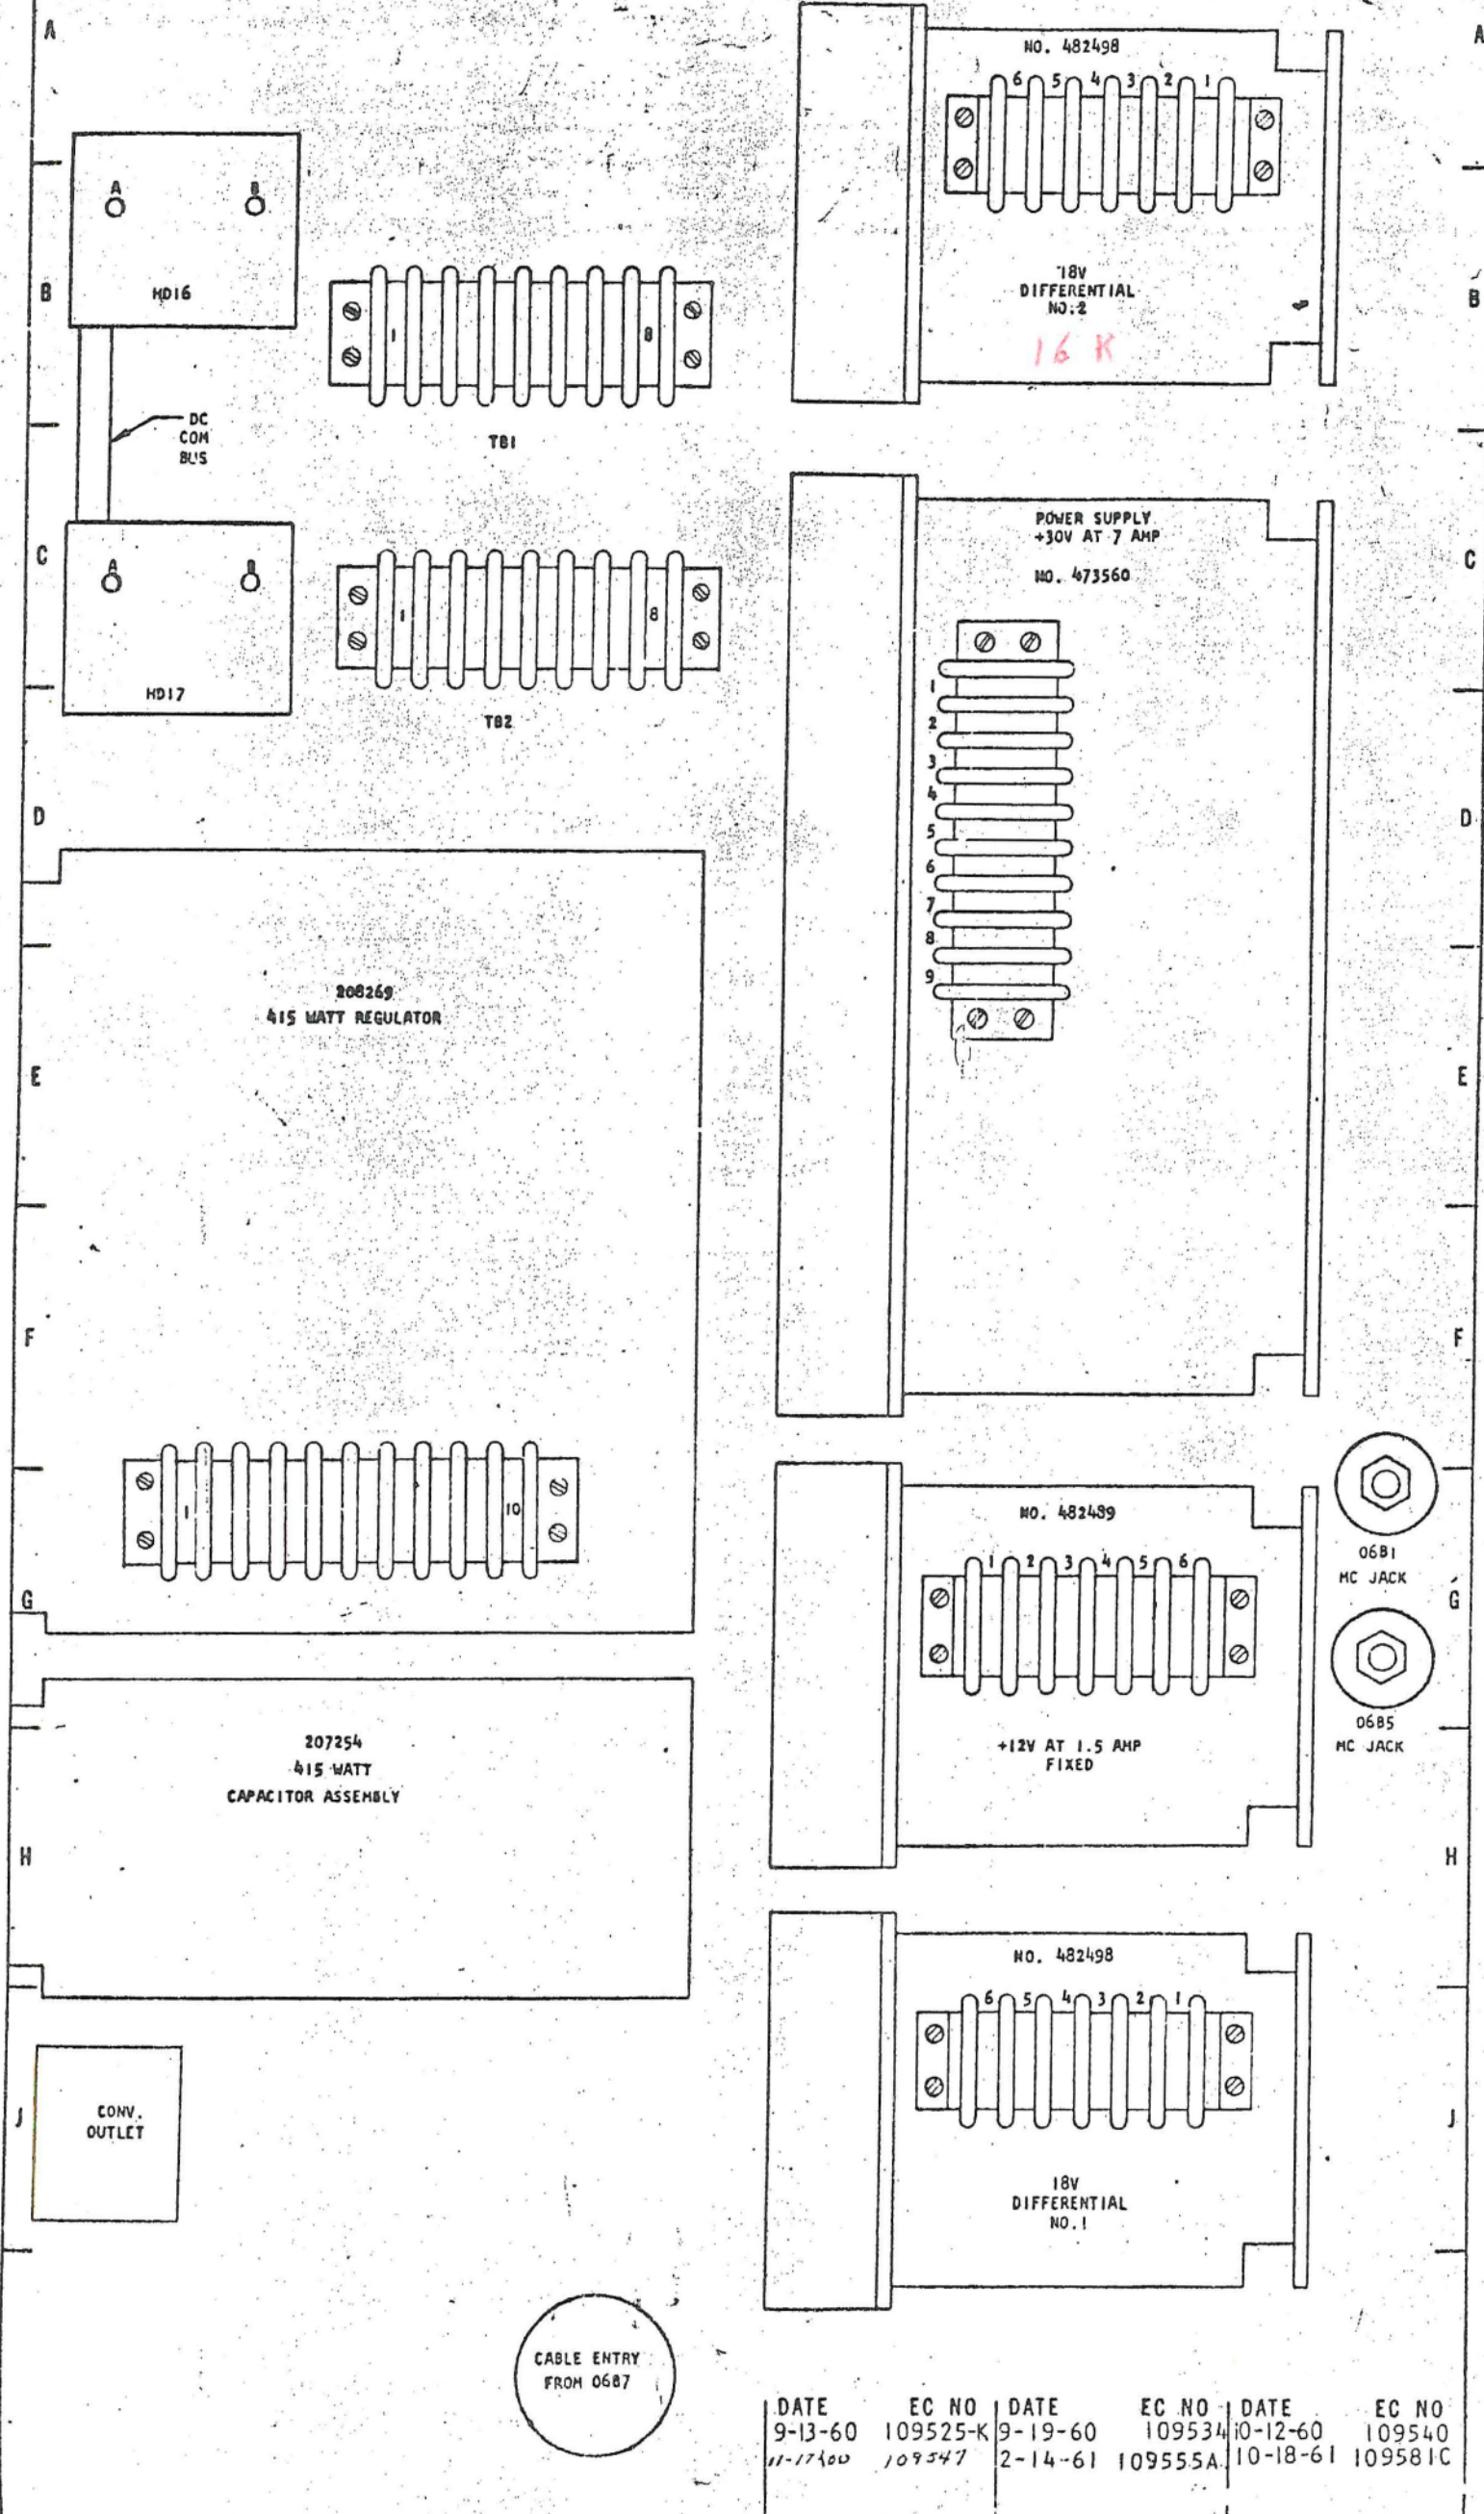 A
A
NO. 482498
6 5 4 3 2 1
A B
HD16
B
B
18V
DIFFERENTIAL
NO.2
16 K
1 8
TB1
DC
COM
BUS
POWER SUPPLY
+30V AT 7 AMP
NO. 473560
C
C
A B
HD17
1 8
TB2
1
2
3
4
5
6
7
8
9
D
D
208269
415 WATT REGULATOR
E
E
F
F
1 10
NO. 482489
1 2 3 4 5 6
06B1
MC JACK
G
G
06B5
MC JACK
+12V AT 1.5 AMP
FIXED
207254
415 WATT
CAPACITOR ASSEMBLY
H
H
NO. 482498
6 5 4 3 2 1
CONV.
OUTLET
J
J
18V
DIFFERENTIAL
NO.1
CABLE ENTRY
FROM 06B7
DATE EC NO DATE EC NO DATE EC NO
9-13-60 109525-K 9-19-60 109534 10-12-60 109540
109547 2-14-61 109555A 10-18-61 109581C